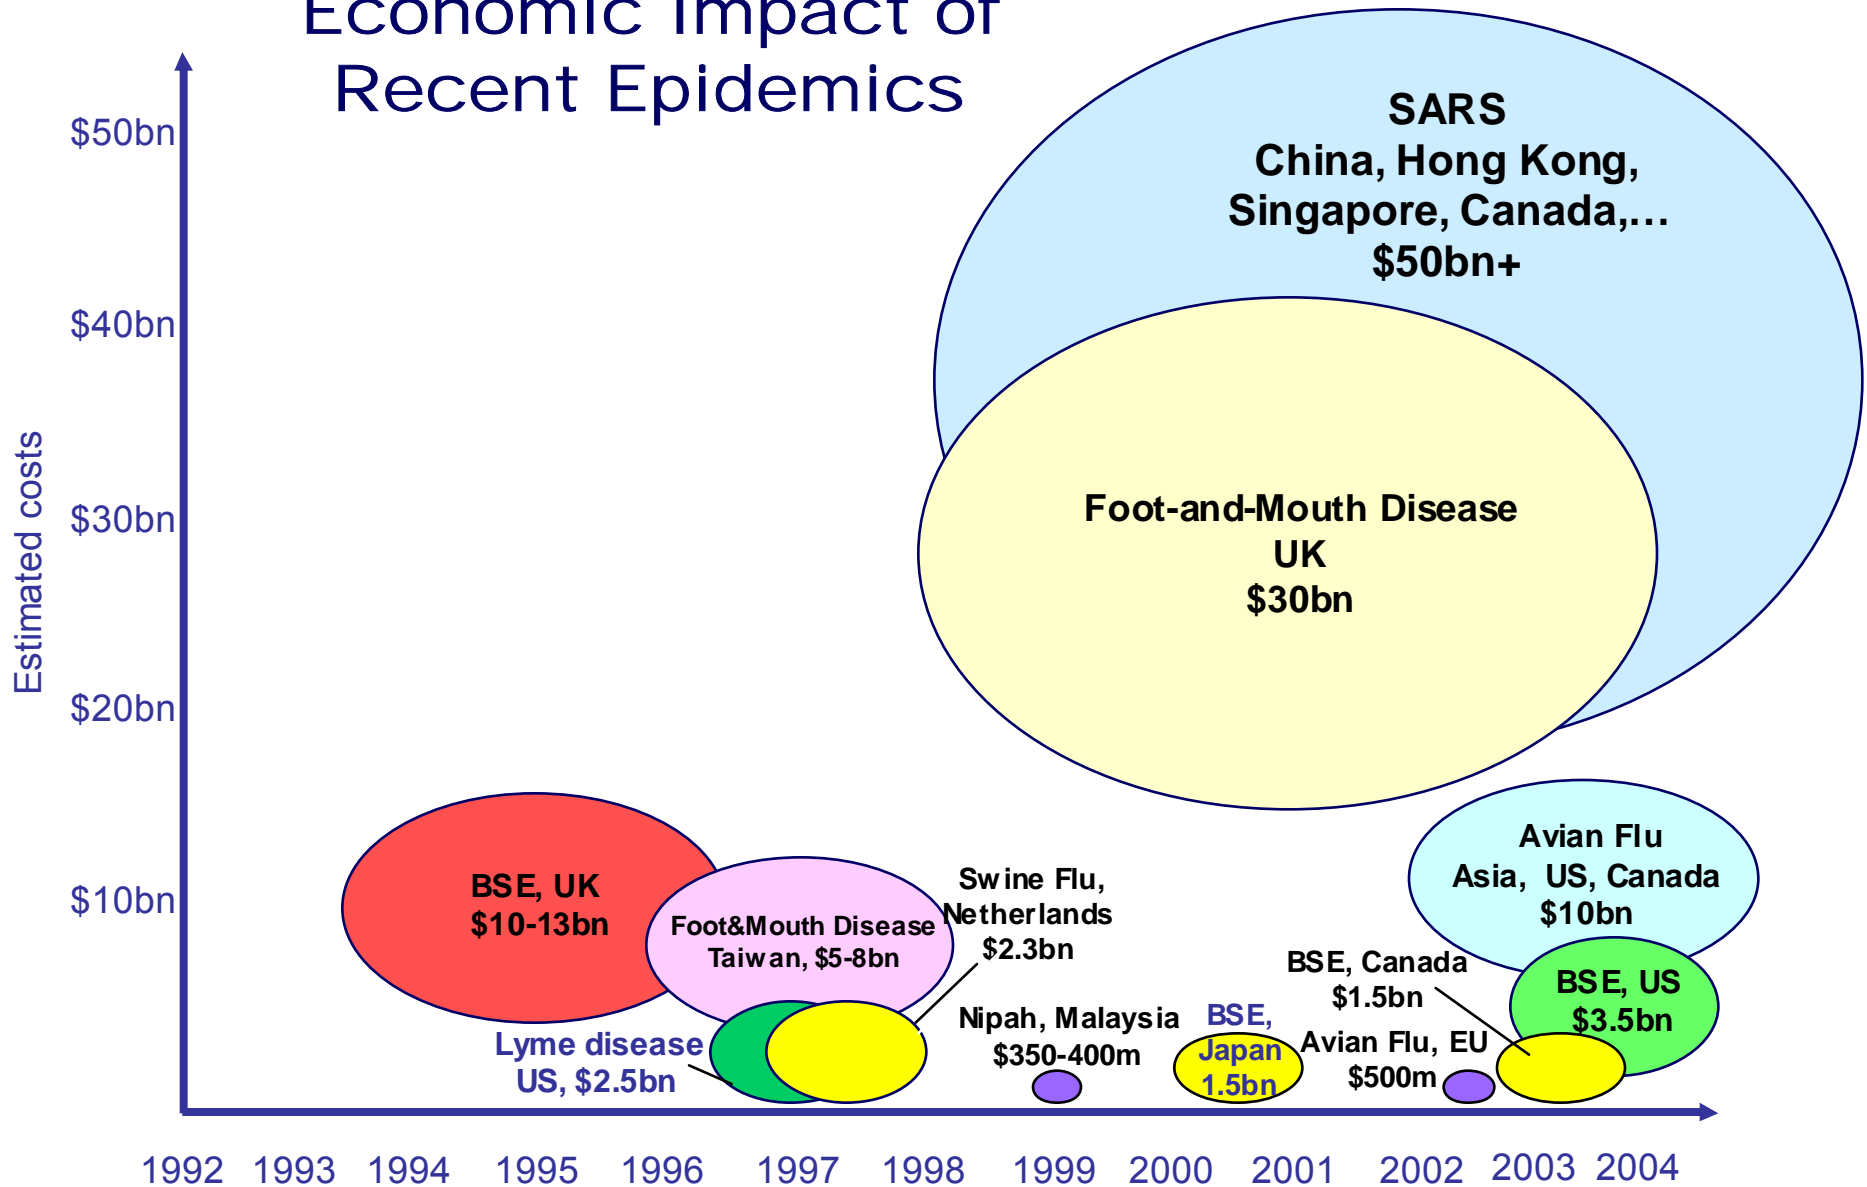 Economic Impact of
Recent Epidemics
Estimated costs
$50bn
$40bn
$30bn
$20bn
$10bn
SARS
China, Hong Kong,
Singapore, Canada,...
$50bn+
Foot-and-Mouth Disease
UK
$30bn
BSE, UK
$10-13bn
Foot&Mouth Disease
Taiwan, $5-8bn
Swine Flu,
Netherlands
$2.3bn
Lyme disease
US, $2.5bn
Nipah, Malaysia
$350-400m
BSE,
Japan
1.5bn
Avian Flu
Asia, US, Canada
$10bn
BSE, Canada
$1.5bn
BSE, US
$3.5bn
Avian Flu, EU
$500m
1992 1993 1994 1995 1996 1997 1998 1999 2000 2001 2002 2003 2004